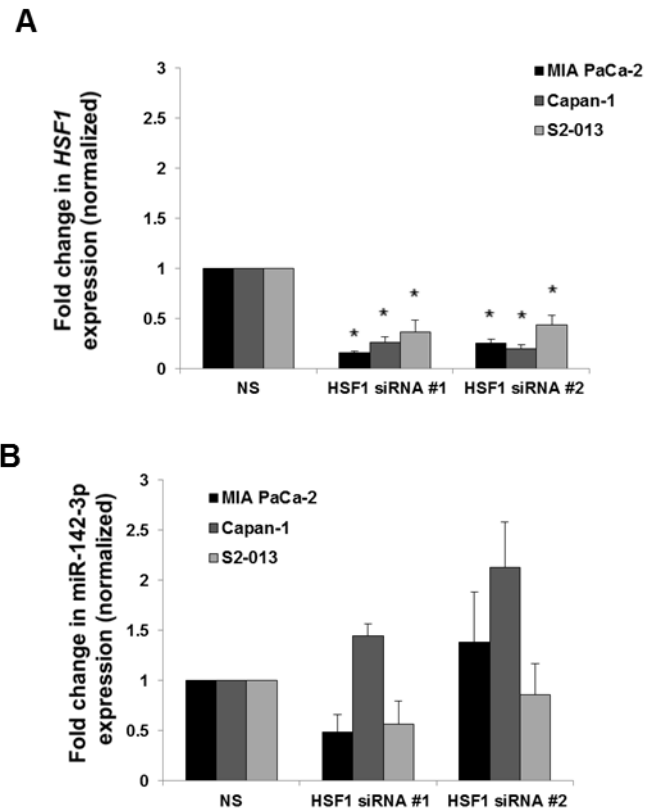 A
Fold change in HSF1
expression (normalized)
3
2.5
2
1.5
1
0.5
0
MIA PaCa-2
Capan-1
S2-013
* * * * * *
NS HSF1 siRNA #1 HSF1 siRNA #2
B
Fold change in miR-142-3p
expression (normalized)
3
2.5
2
1.5
1
0.5
0
MIA PaCa-2
Capan-1
S2-013
NS HSF1 siRNA #1 HSF1 siRNA #2